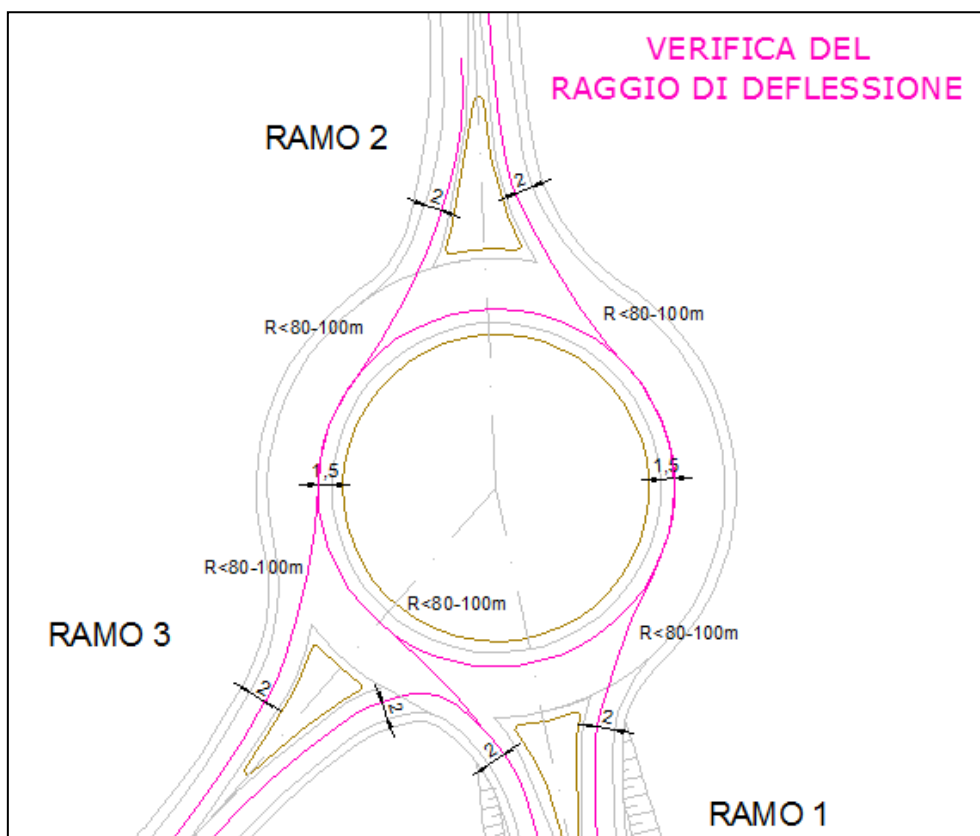 VERIFICA DEL
RAGGIO DI DEFLESSIONE
RAMO 2
2
2
R<80-100m
R<80-100m
1,5
1,5
R<80-100m
R<80-100m
R<80-100m
RAMO 3
2
2
2
2
RAMO 1